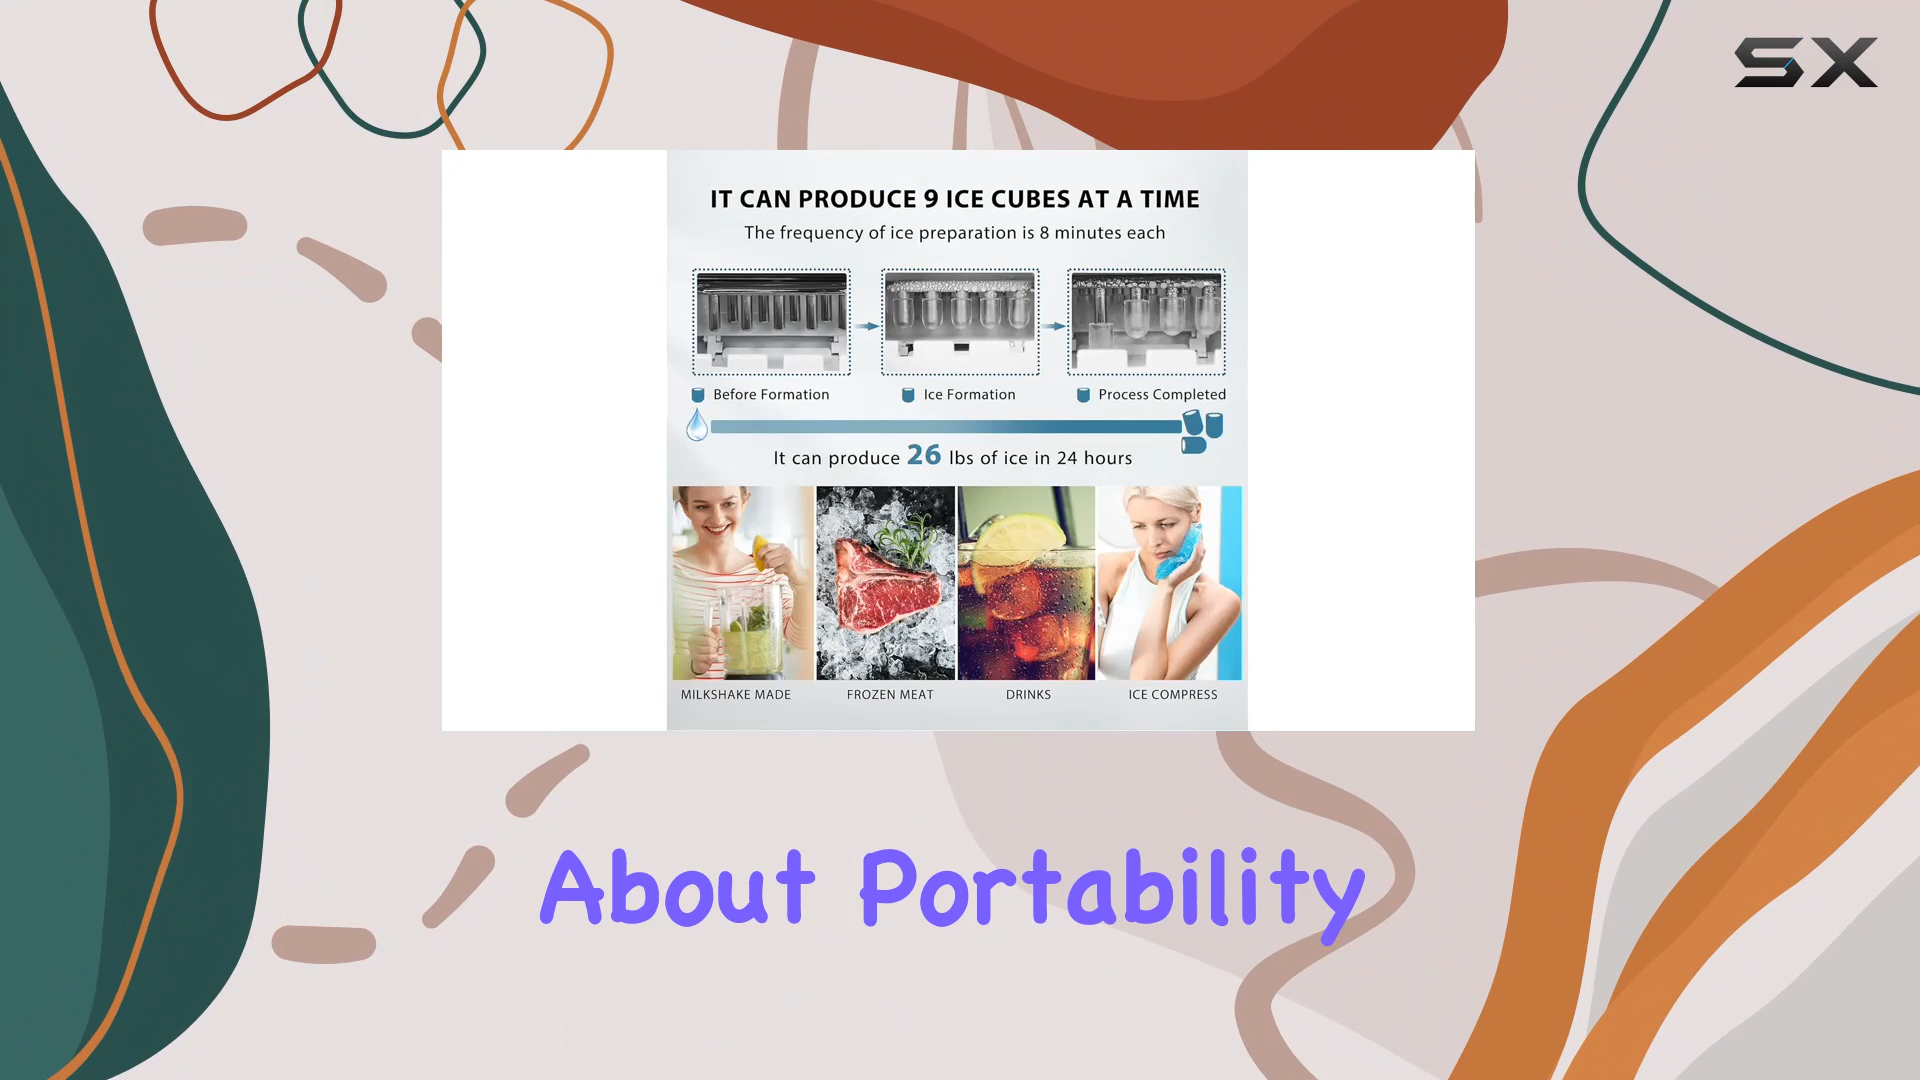 SX
IT CAN PRODUCE 9 ICE CUBES AT A TIME
The frequency of ice preparation is 8 minutes each
Before Formation
Ice Formation
Process Completed
It can produce 26 lbs of ice in 24 hours
MILKSHAKE MADE
FROZEN MEAT
DRINKS
ICE COMPRESS
About Portability